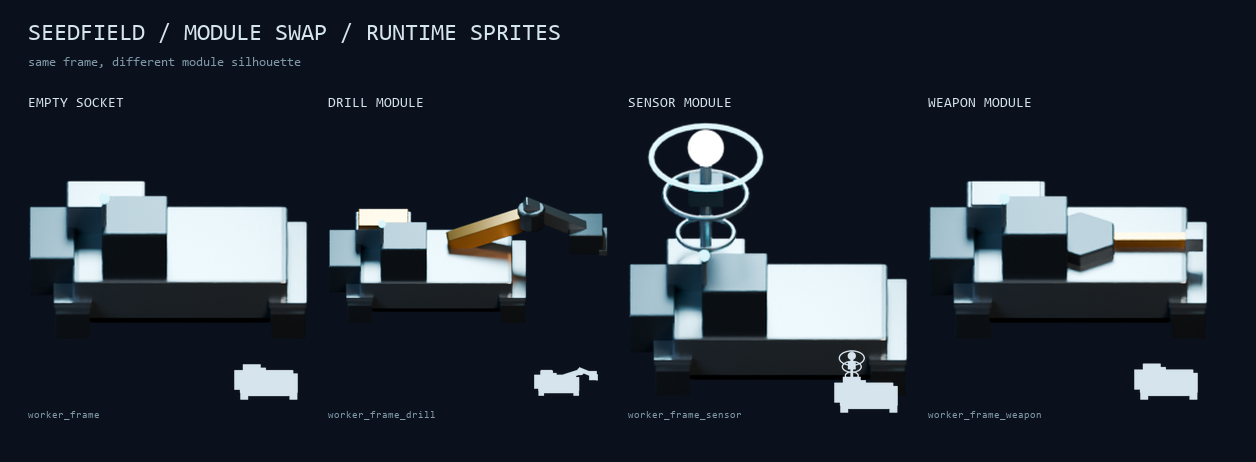 SEEDFIELD / MODULE SWAP / RUNTIME SPRITES
same frame, different module silhouette
EMPTY SOCKET
DRILL MODULE
SENSOR MODULE
WEAPON MODULE
worker_frame
worker_frame_drill
worker_frame_sensor
worker_frame_weapon